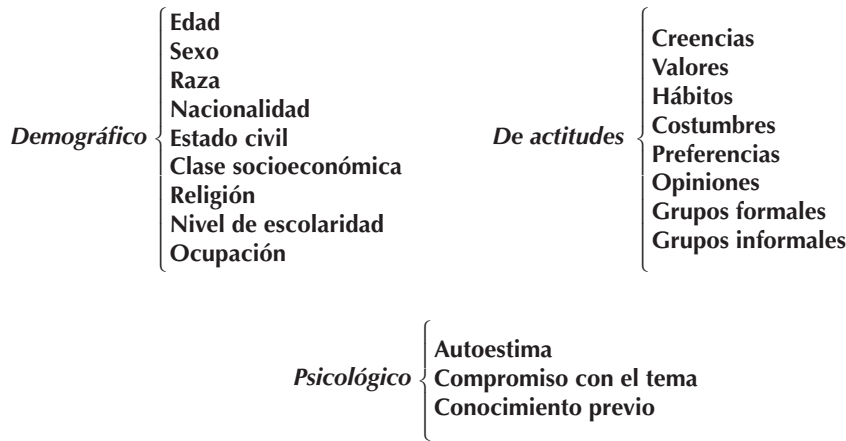 Demográfico
Edad
Sexo
Raza
Nacionalidad
Estado civil
Clase socioeconómica
Religión
Nivel de escolaridad
Ocupación
De actitudes
Creencias
Valores
Hábitos
Costumbres
Preferencias
Opiniones
Grupos formales
Grupos informales
Psicológico
Autoestima
Compromiso con el tema
Conocimiento previo